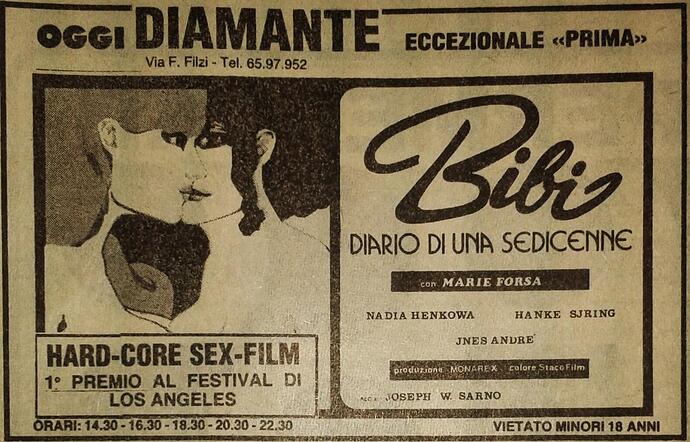 OGGI DIAMANTE ECCEZIONALE «PRIMA»
Via F. Filzi - Tel. 65.97.952
Bibi
DIARIO DI UNA SEDICENNE
con MARIE FORSA
NADIA HENKOWA HANKE SJRING
JNES ANDRE'
produzione MONAREX colore StacoFilm
JOSEPH W. SARNO
HARD-CORE SEX-FILM
1° PREMIO AL FESTIVAL DI
LOS ANGELES
ORARI: 14.30 - 16.30 - 18.30 - 20.30 - 22.30 VIETATO MINORI 18 ANNI